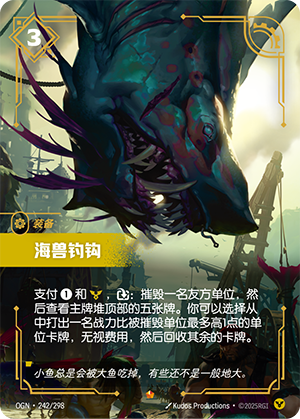 3
装备
海兽钓钩
支付1和,:摧毁一名友方单位,然
后查看主牌堆顶部的五张牌。你可以选择从
中打出一名战力比被摧毁单位最多高1点的单
位卡牌,无视费用,然后回收其余的卡牌。
小鱼总是会被大鱼吃掉,有些还不是一般地大。
OGN • 242/298 Kudos Productions • ©2025RGI